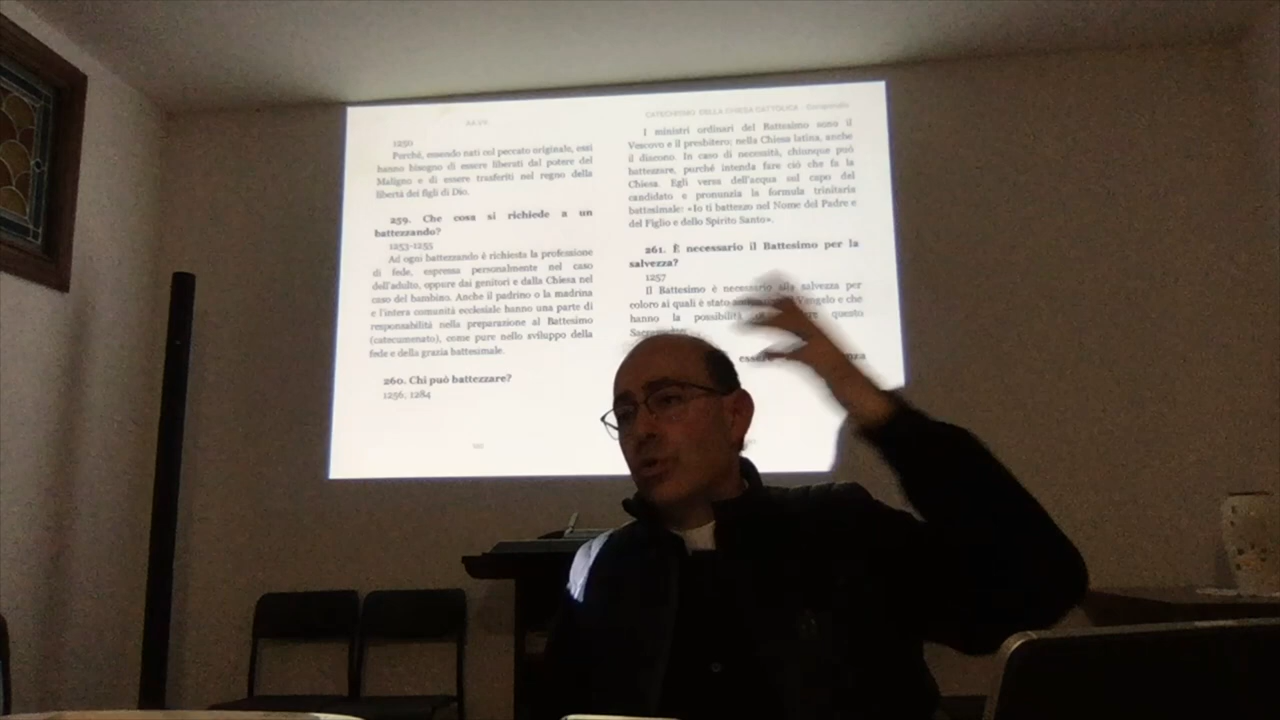 AA.VV.
1250
Perché, essendo nati col peccato originale, essi
hanno bisogno di essere liberati dal potere del
Maligno e di essere trasferiti nel regno della
libertà dei figli di Dio.
259. Che cosa si richiede a un
battezzando?
1253-1255
Ad ogni battezzando è richiesta la professione
di fede, espressa personalmente nel caso
dell'adulto, oppure dai genitori e dalla Chiesa nel
caso del bambino. Anche il padrino o la madrina
e l'intera comunità ecclesiale hanno una parte di
responsabilità nella preparazione al Battesimo
(catecumenato), come pure nello sviluppo della
fede e della grazia battesimale.
260. Chi può battezzare?
1256, 1284
CATECHISMO DELLA CHIESA CATTOLICA - Compendio
I ministri ordinari del Battesimo sono il
Vescovo e il presbitero; nella Chiesa latina, anche
il diacono. In caso di necessità, chiunque può
battezzare, purché intenda fare ciò che fa la
Chiesa. Egli versa dell'acqua sul capo del
candidato e pronunzia la formula trinitaria
battesimale: «Io ti battezzo nel Nome del Padre e
del Figlio e dello Spirito Santo».
261. È necessario il Battesimo per la
salvezza?
1257
Il Battesimo è necessario alla salvezza per
coloro ai quali è stato Vangelo e che
hanno la possibilità questo